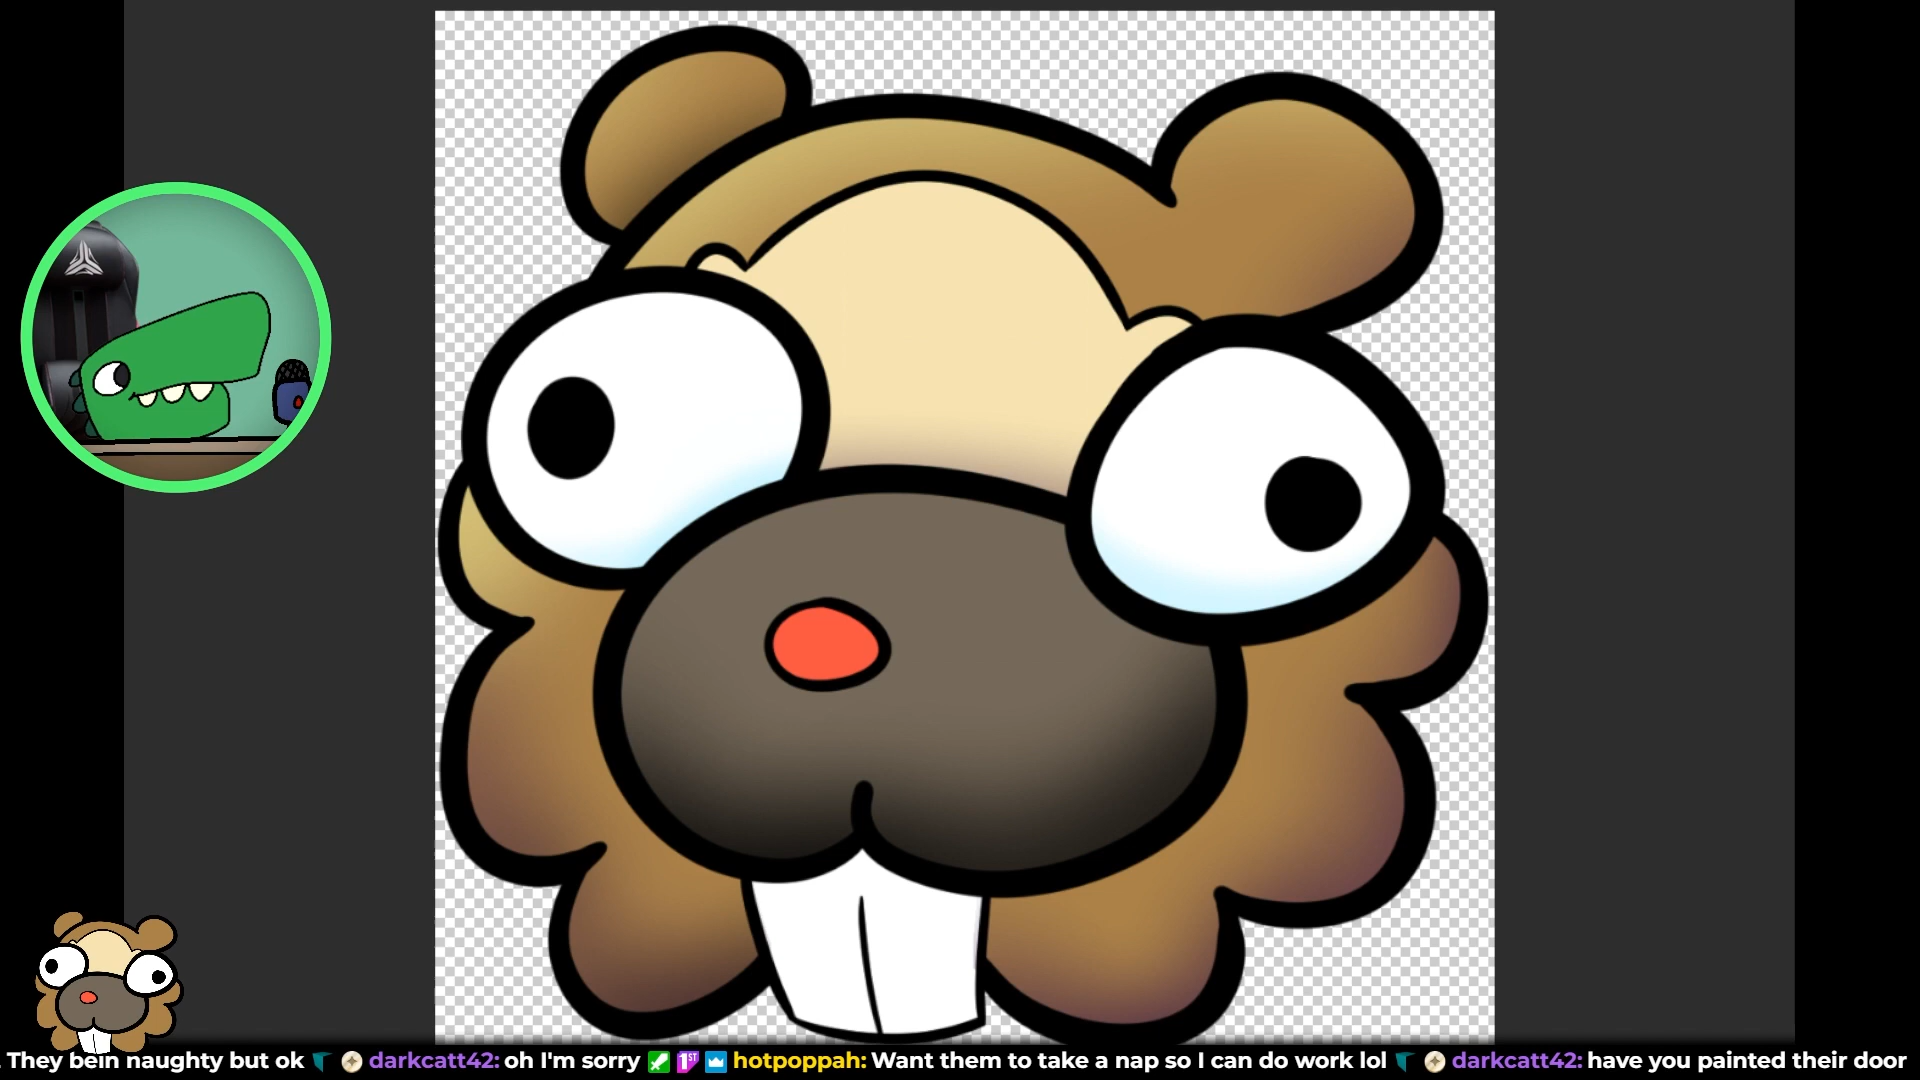 They bein naughty but ok darkcatt42: oh I'm sorry 1ST hotpoppah: Want them to take a nap so I can do work lol darkcatt42: have you painted their door